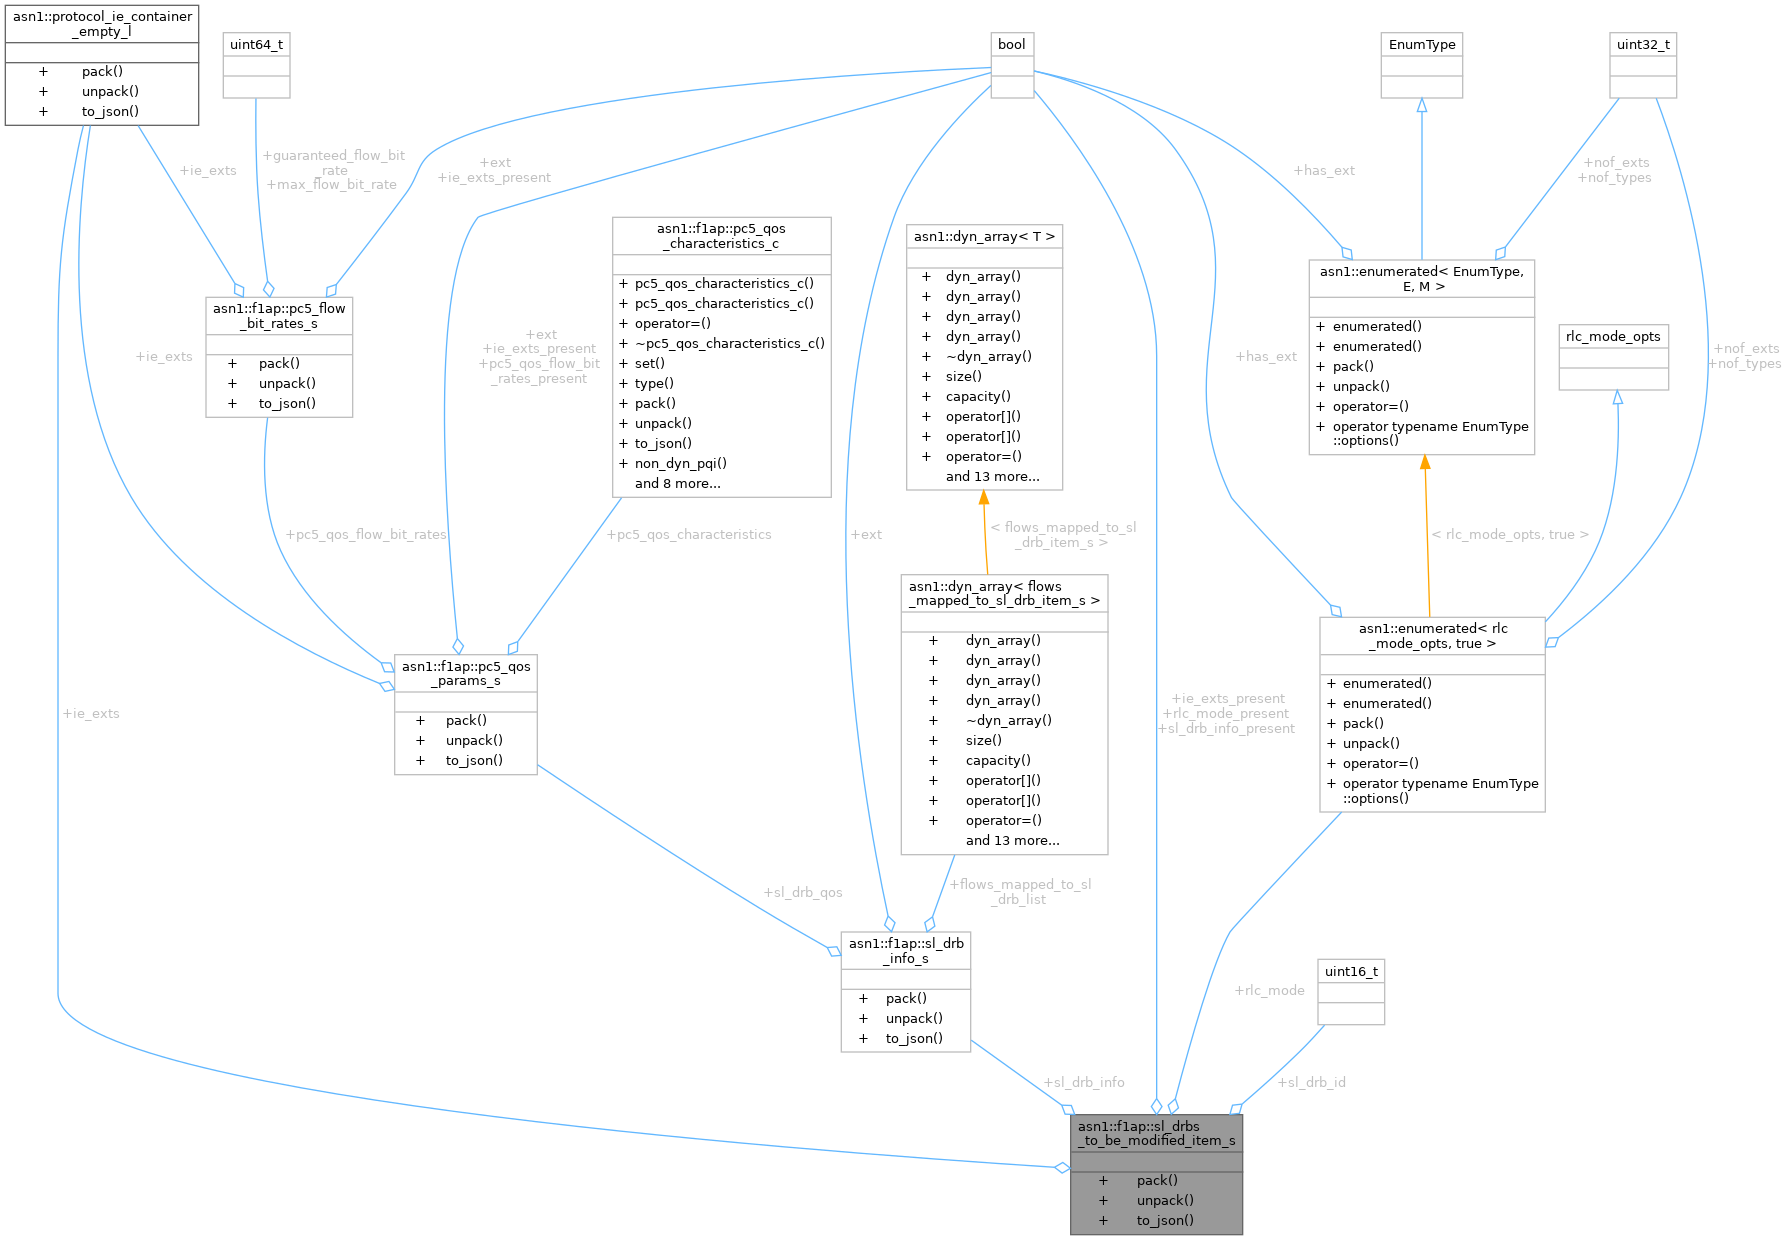 asn1::protocol_ie_container
_empty_l
+ pack()
+ unpack()
+ to_json()
uint64_t
bool
EnumType
uint32_t
+ie_exts
+guaranteed_flow_bit
_rate
+max_flow_bit_rate
+ext
+ie_exts_present
+has_ext
+nof_exts
+nof_types
asn1::f1ap::pc5_qos
_characteristics_c
+ pc5_qos_characteristics_c()
+ pc5_qos_characteristics_c()
+ operator=()
+ ~pc5_qos_characteristics_c()
+ set()
+ type()
+ pack()
+ unpack()
+ to_json()
+ non_dyn_pqi()
and 8 more...
asn1::dyn_array< T >
+ dyn_array()
+ dyn_array()
+ dyn_array()
+ dyn_array()
+ ~dyn_array()
+ size()
+ capacity()
+ operator[]()
+ operator[]()
+ operator=()
and 13 more...
asn1::enumerated< EnumType,
E, M >
+ enumerated()
+ enumerated()
+ pack()
+ unpack()
+ operator=()
+ operator typename EnumType
::options()
asn1::f1ap::pc5_flow
_bit_rates_s
+ pack()
+ unpack()
+ to_json()
rlc_mode_opts
+ie_exts
+ext
+ie_exts_present
+pc5_qos_flow_bit
_rates_present
+has_ext
+nof_exts
+nof_types
+pc5_qos_flow_bit_rates
+pc5_qos_characteristics
+ext
< flows_mapped_to_sl
_drb_item_s >
< rlc_mode_opts, true >
asn1::dyn_array< flows
_mapped_to_sl_drb_item_s >
+ dyn_array()
+ dyn_array()
+ dyn_array()
+ dyn_array()
+ ~dyn_array()
+ size()
+ capacity()
+ operator[]()
+ operator[]()
+ operator=()
and 13 more...
asn1::enumerated< rlc
_mode_opts, true >
+ enumerated()
+ enumerated()
+ pack()
+ unpack()
+ operator=()
+ operator typename EnumType
::options()
asn1::f1ap::pc5_qos
_params_s
+ pack()
+ unpack()
+ to_json()
+ie_exts
+ie_exts_present
+rlc_mode_present
+sl_drb_info_present
+sl_drb_qos
+flows_mapped_to_sl
_drb_list
asn1::f1ap::sl_drb
_info_s
+ pack()
+ unpack()
+ to_json()
+rlc_mode
uint16_t
+sl_drb_info
+sl_drb_id
asn1::f1ap::sl_drbs
_to_be_modified_item_s
+ pack()
+ unpack()
+ to_json()